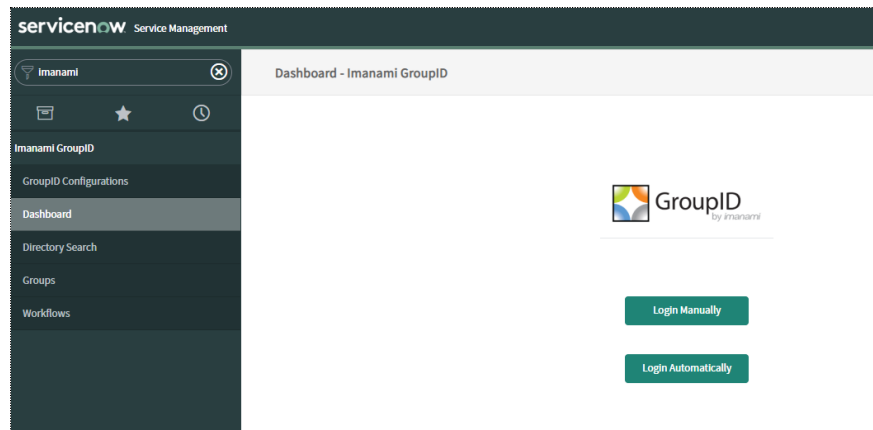 servicenow Service Management
Imanami
Dashboard - Imanami GroupID
Imanami GroupID
GroupID Configurations
Dashboard
Directory Search
Groups
Workflows
GroupID
by imanami
Login Manually
Login Automatically